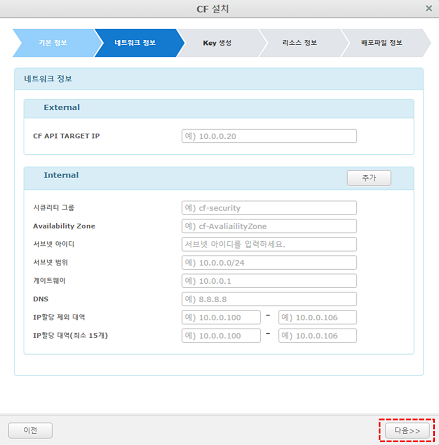 CF 설치 ×
기본 정보 네트워크 정보 Key 생성 리소스 정보 배포파일 정보
네트워크 정보
External
CF API TARGET IP 예) 10.0.0.20
Internal 추가
시큐리티 그룹 예) cf-security
Availability Zone 예) cf-AvaliailityZone
서브넷 아이디 서브넷 아이디를 입력하세요.
서브넷 범위 예) 10.0.0.0/24
게이트웨이 예) 10.0.0.1
DNS 예) 8.8.8.8
IP할당 제외 대역 예) 10.0.0.100 - 예) 10.0.0.106
IP할당 대역(최소 15개) 예) 10.0.0.100 - 예) 10.0.0.106
이전 다음>>